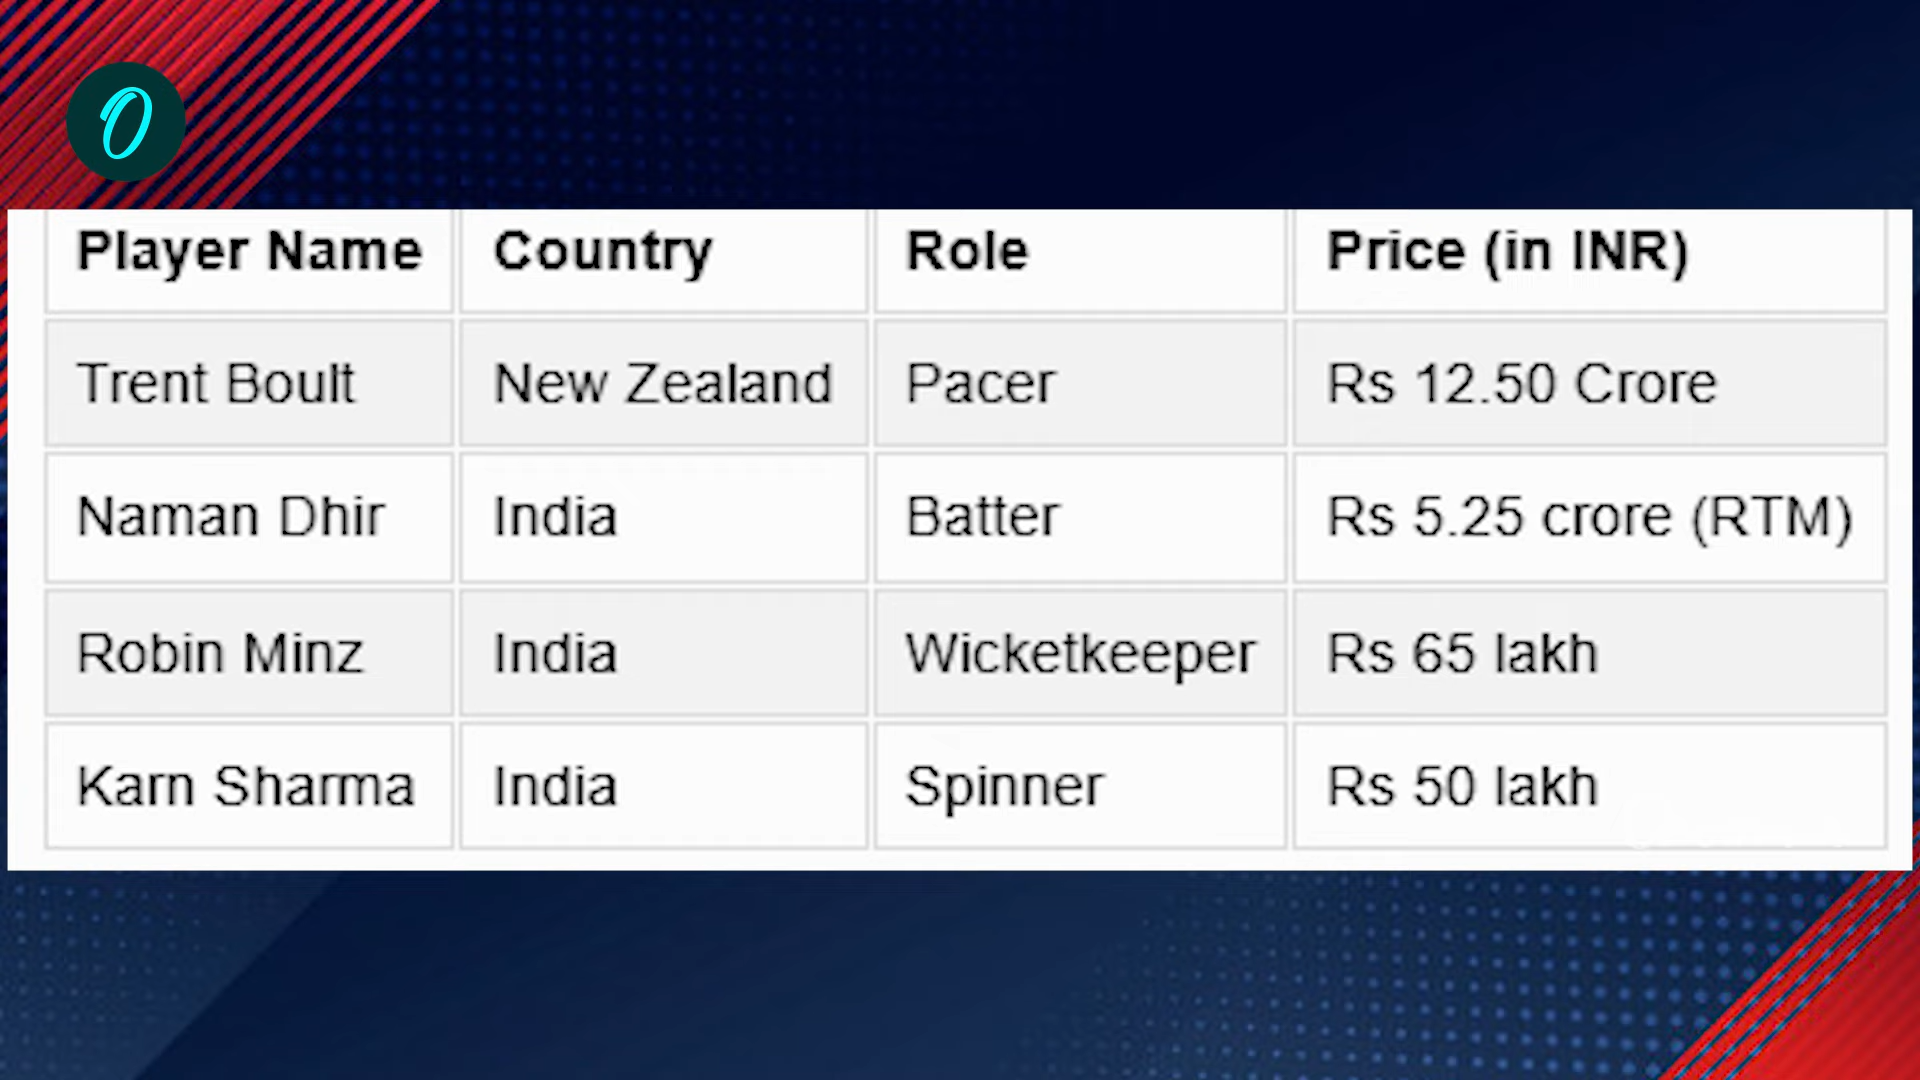 O
Player Name Country Role Price (in INR)
Trent Boult New Zealand Pacer Rs 12.50 Crore
Naman Dhir India Batter Rs 5.25 crore (RTM)
Robin Minz India Wicketkeeper Rs 65 lakh
Karn Sharma India Spinner Rs 50 lakh